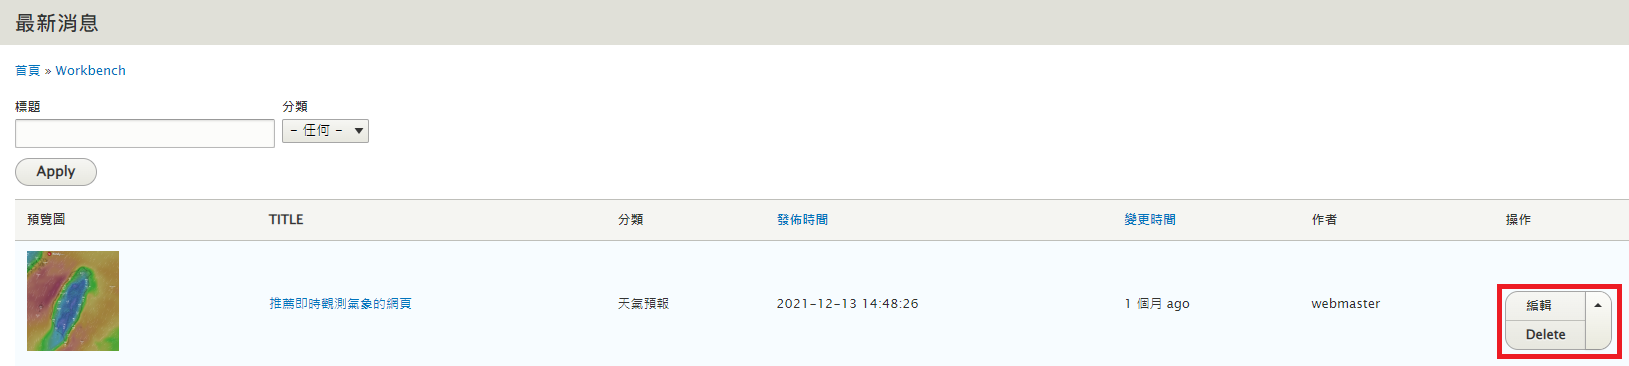 最新消息
首頁 » Workbench
標題 分類
- 任何 -
Apply
預覽圖 TITLE 分類 發佈時間 變更時間 作者 操作
推薦即時觀測氣象的網頁 天氣預報 2021-12-13 14:48:26 1 個月 ago webmaster 編輯
Delete